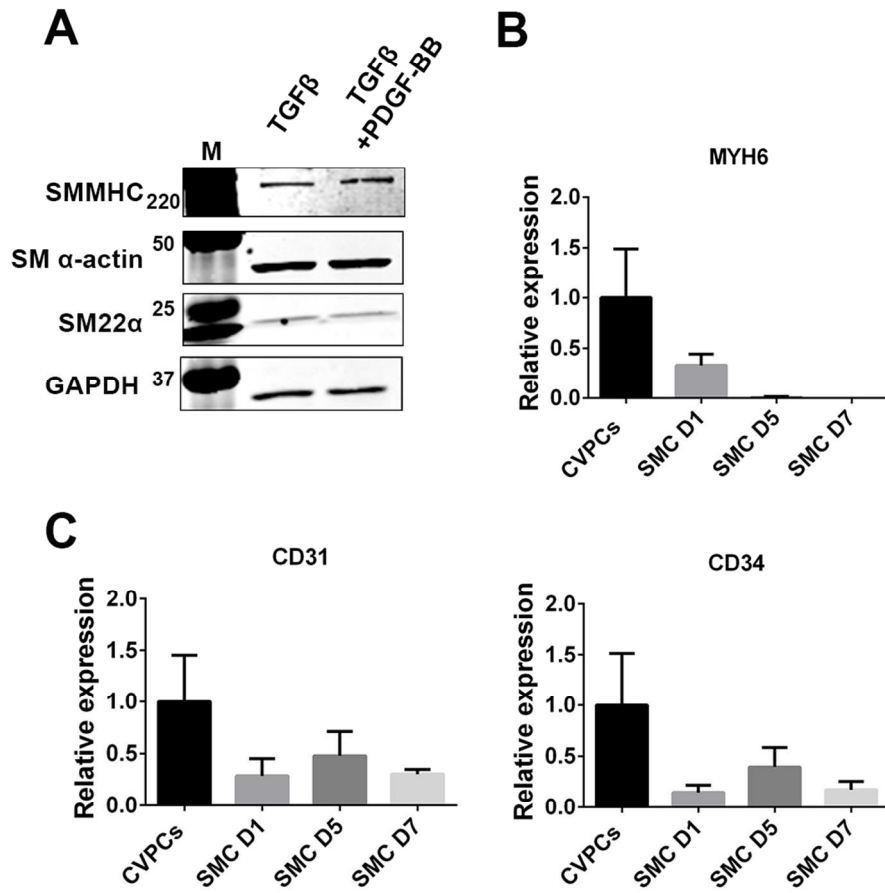 A
TGFβ
TGFβ
+PDGF-BB
M
SMMHC 220
SM α-actin 50
SM22α 25
GAPDH 37
B
MYH6
Relative expression
2.0
1.5
1.0
0.5
0.0
CVPCs
SMC D1
SMC D5
SMC D7
C
CD31
Relative expression
2.0
1.5
1.0
0.5
0.0
CVPCs
SMC D1
SMC D5
SMC D7
CD34
Relative expression
2.0
1.5
1.0
0.5
0.0
CVPCs
SMC D1
SMC D5
SMC D7